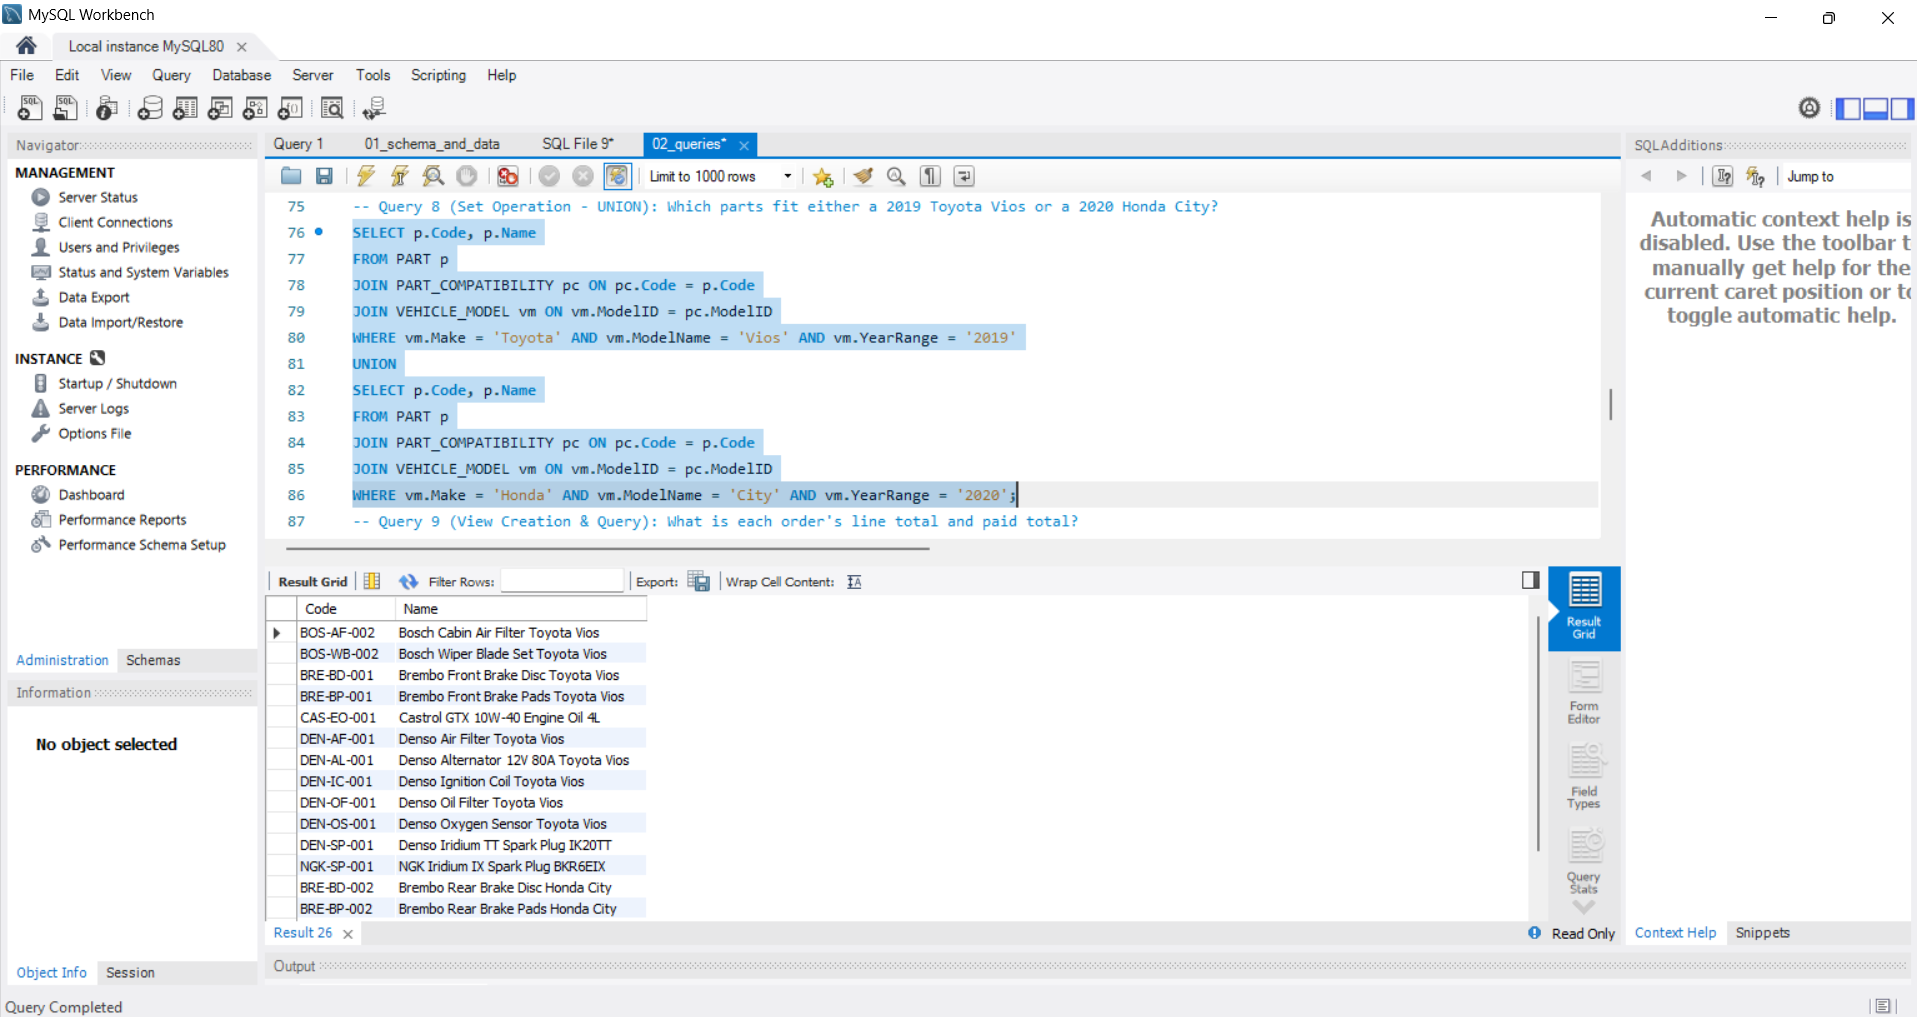 MySQL Workbench
Local instance MySQL80
File Edit View Query Database Server Tools Scripting Help
Navigator
MANAGEMENT
Server Status
Client Connections
Users and Privileges
Status and System Variables
Data Export
Data Import/Restore
INSTANCE
Startup / Shutdown
Server Logs
Options File
PERFORMANCE
Dashboard
Performance Reports
Performance Schema Setup
Administration Schemas
Information
No object selected
Object Info Session
Query 1 01_schema_and_data SQL File 9* 02_queries*
Limit to 1000 rows
75 -- Query 8 (Set Operation - UNION): Which parts fit either a 2019 Toyota Vios or a 2020 Honda City?
76 SELECT p.Code, p.Name
77 FROM PART p
78 JOIN PART_COMPATIBILITY pc ON pc.Code = p.Code
79 JOIN VEHICLE_MODEL vm ON vm.ModelID = pc.ModelID
80 WHERE vm.Make = 'Toyota' AND vm.ModelName = 'Vios' AND vm.YearRange = '2019'
81 UNION
82 SELECT p.Code, p.Name
83 FROM PART p
84 JOIN PART_COMPATIBILITY pc ON pc.Code = p.Code
85 JOIN VEHICLE_MODEL vm ON vm.ModelID = pc.ModelID
86 WHERE vm.Make = 'Honda' AND vm.ModelName = 'City' AND vm.YearRange = '2020';
87 -- Query 9 (View Creation & Query): What is each order's line total and paid total?
Result Grid Filter Rows: Export: Wrap Cell Content:
Code Name
BOS-AF-002 Bosch Cabin Air Filter Toyota Vios
BOS-WB-002 Bosch Wiper Blade Set Toyota Vios
BRE-BD-001 Brembo Front Brake Disc Toyota Vios
BRE-BP-001 Brembo Front Brake Pads Toyota Vios
CAS-EO-001 Castrol GTX 10W-40 Engine Oil 4L
DEN-AF-001 Denso Air Filter Toyota Vios
DEN-AL-001 Denso Alternator 12V 80A Toyota Vios
DEN-IC-001 Denso Ignition Coil Toyota Vios
DEN-OF-001 Denso Oil Filter Toyota Vios
DEN-OS-001 Denso Oxygen Sensor Toyota Vios
DEN-SP-001 Denso Iridium TT Spark Plug IK20TT
NGK-SP-001 NGK Iridium IX Spark Plug BKR6EIX
BRE-BD-002 Brembo Rear Brake Disc Honda City
BRE-BP-002 Brembo Rear Brake Pads Honda City
Result Grid
Form Editor
Field Types
Query Stats
Result 26
Read Only
Output
SQLAdditions
Jump to
Automatic context help is
disabled. Use the toolbar t
manually get help for the
current caret position or to
toggle automatic help.
Context Help Snippets
Query Completed